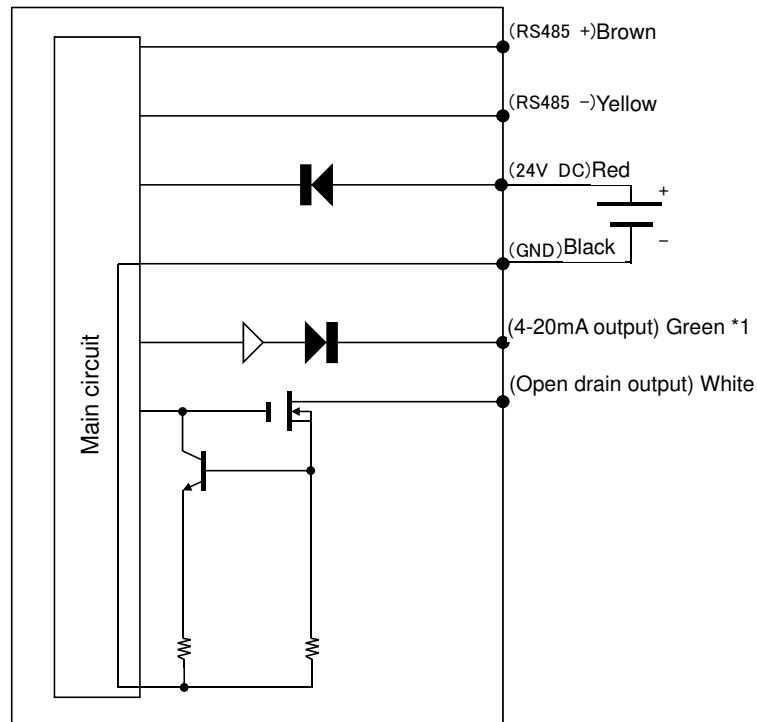 (RS485 +)Brown
(RS485 −)Yellow
(24V DC)Red
+
−
(GND)Black
(4-20mA output) Green *1
(Open drain output) White
Main circuit